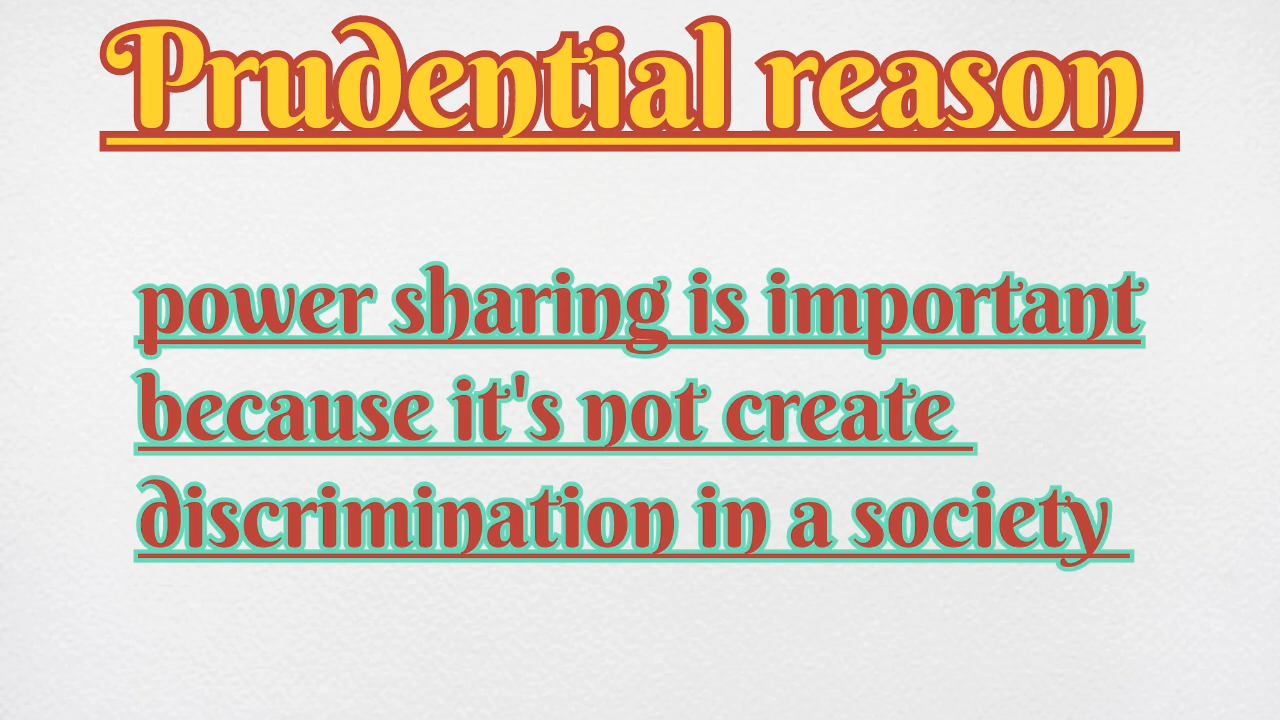 Prudential reason
power sharing is important
because it's not create
discrimination in a society